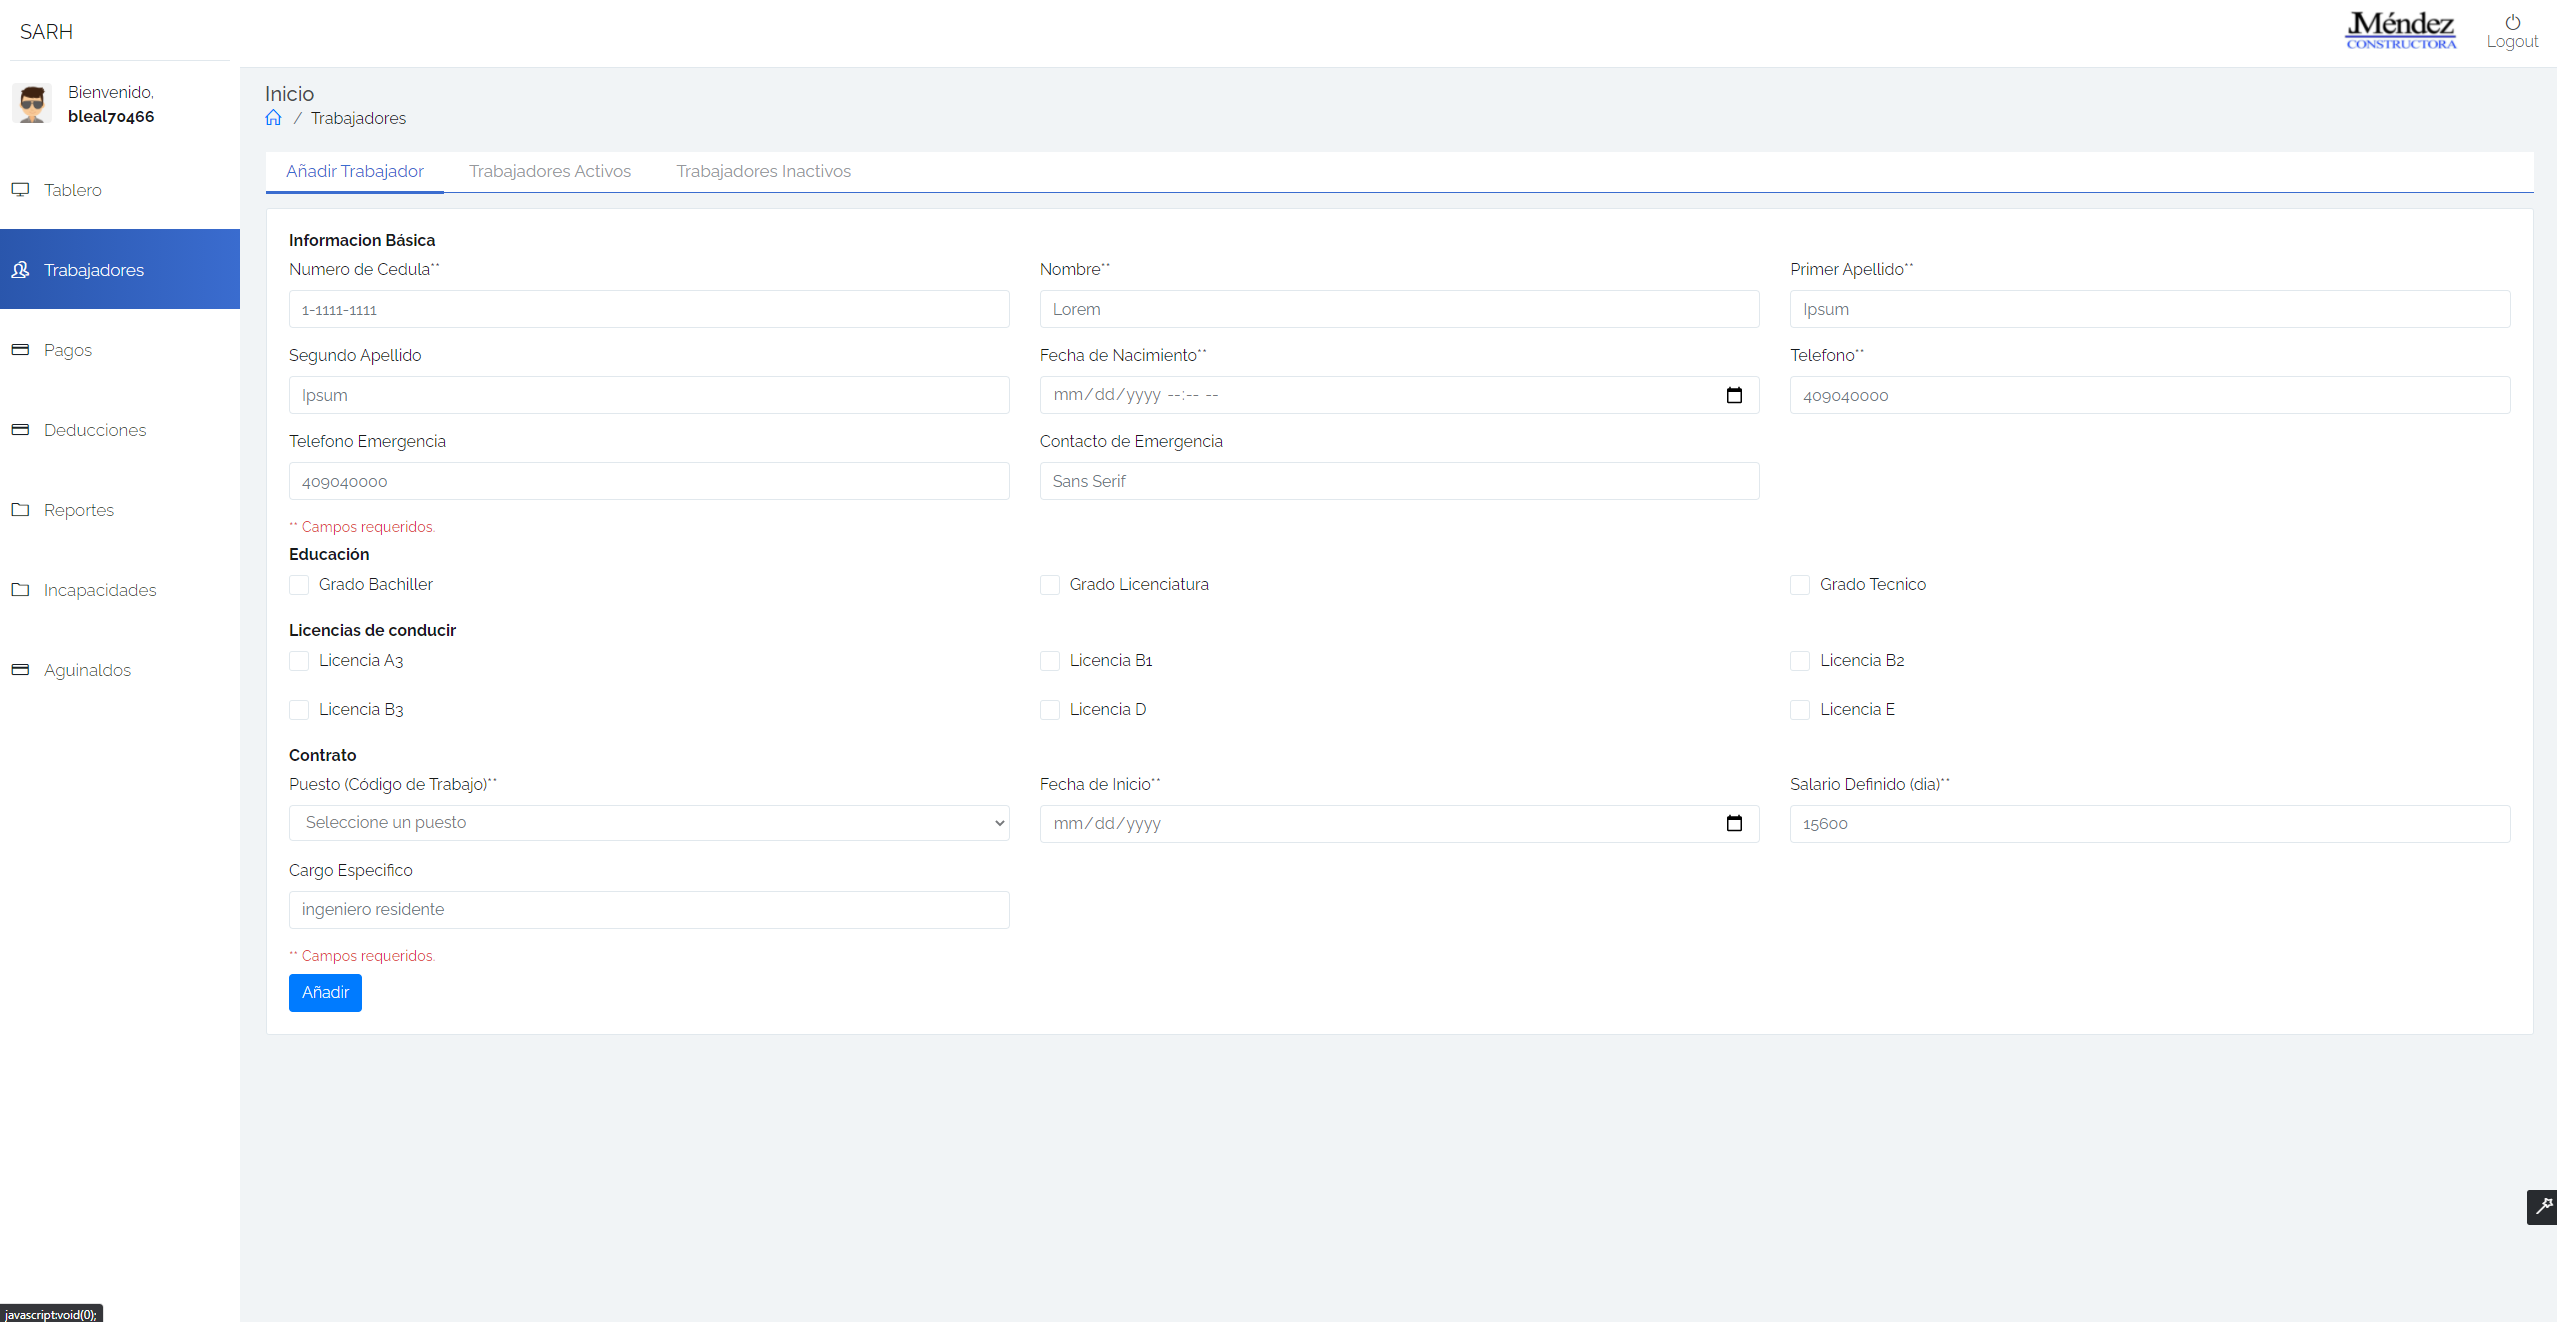 SARH
JMéndez
CONSTRUCTORA
Logout
Bienvenido,
bleal70466
Tablero
Trabajadores
Pagos
Deducciones
Reportes
Incapacidades
Aguinaldos
Inicio
/ Trabajadores
Añadir Trabajador Trabajadores Activos Trabajadores Inactivos
Informacion Básica
Numero de Cedula** Nombre** Primer Apellido**
1-1111-1111 Lorem Ipsum
Segundo Apellido Fecha de Nacimiento** Telefono**
Ipsum mm/dd/yyyy --:-- -- 409040000
Telefono Emergencia Contacto de Emergencia
409040000 Sans Serif
** Campos requeridos.
Educación
Grado Bachiller Grado Licenciatura Grado Tecnico
Licencias de conducir
Licencia A3 Licencia B1 Licencia B2
Licencia B3 Licencia D Licencia E
Contrato
Puesto (Código de Trabajo)** Fecha de Inicio** Salario Definido (dia)**
Seleccione un puesto mm/dd/yyyy 15600
Cargo Especifico
ingeniero residente
** Campos requeridos.
Añadir
javascript:void(0);